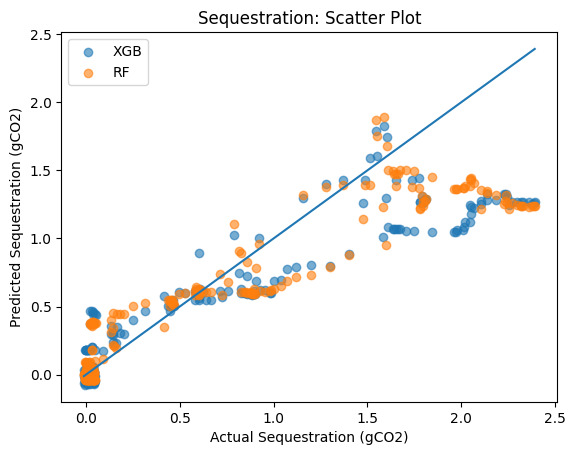 Sequestration: Scatter Plot
XGB
RF
2.5
2.0
1.5
1.0
0.5
0.0
Predicted Sequestration (gCO2)
0.0 0.5 1.0 1.5 2.0 2.5
Actual Sequestration (gCO2)